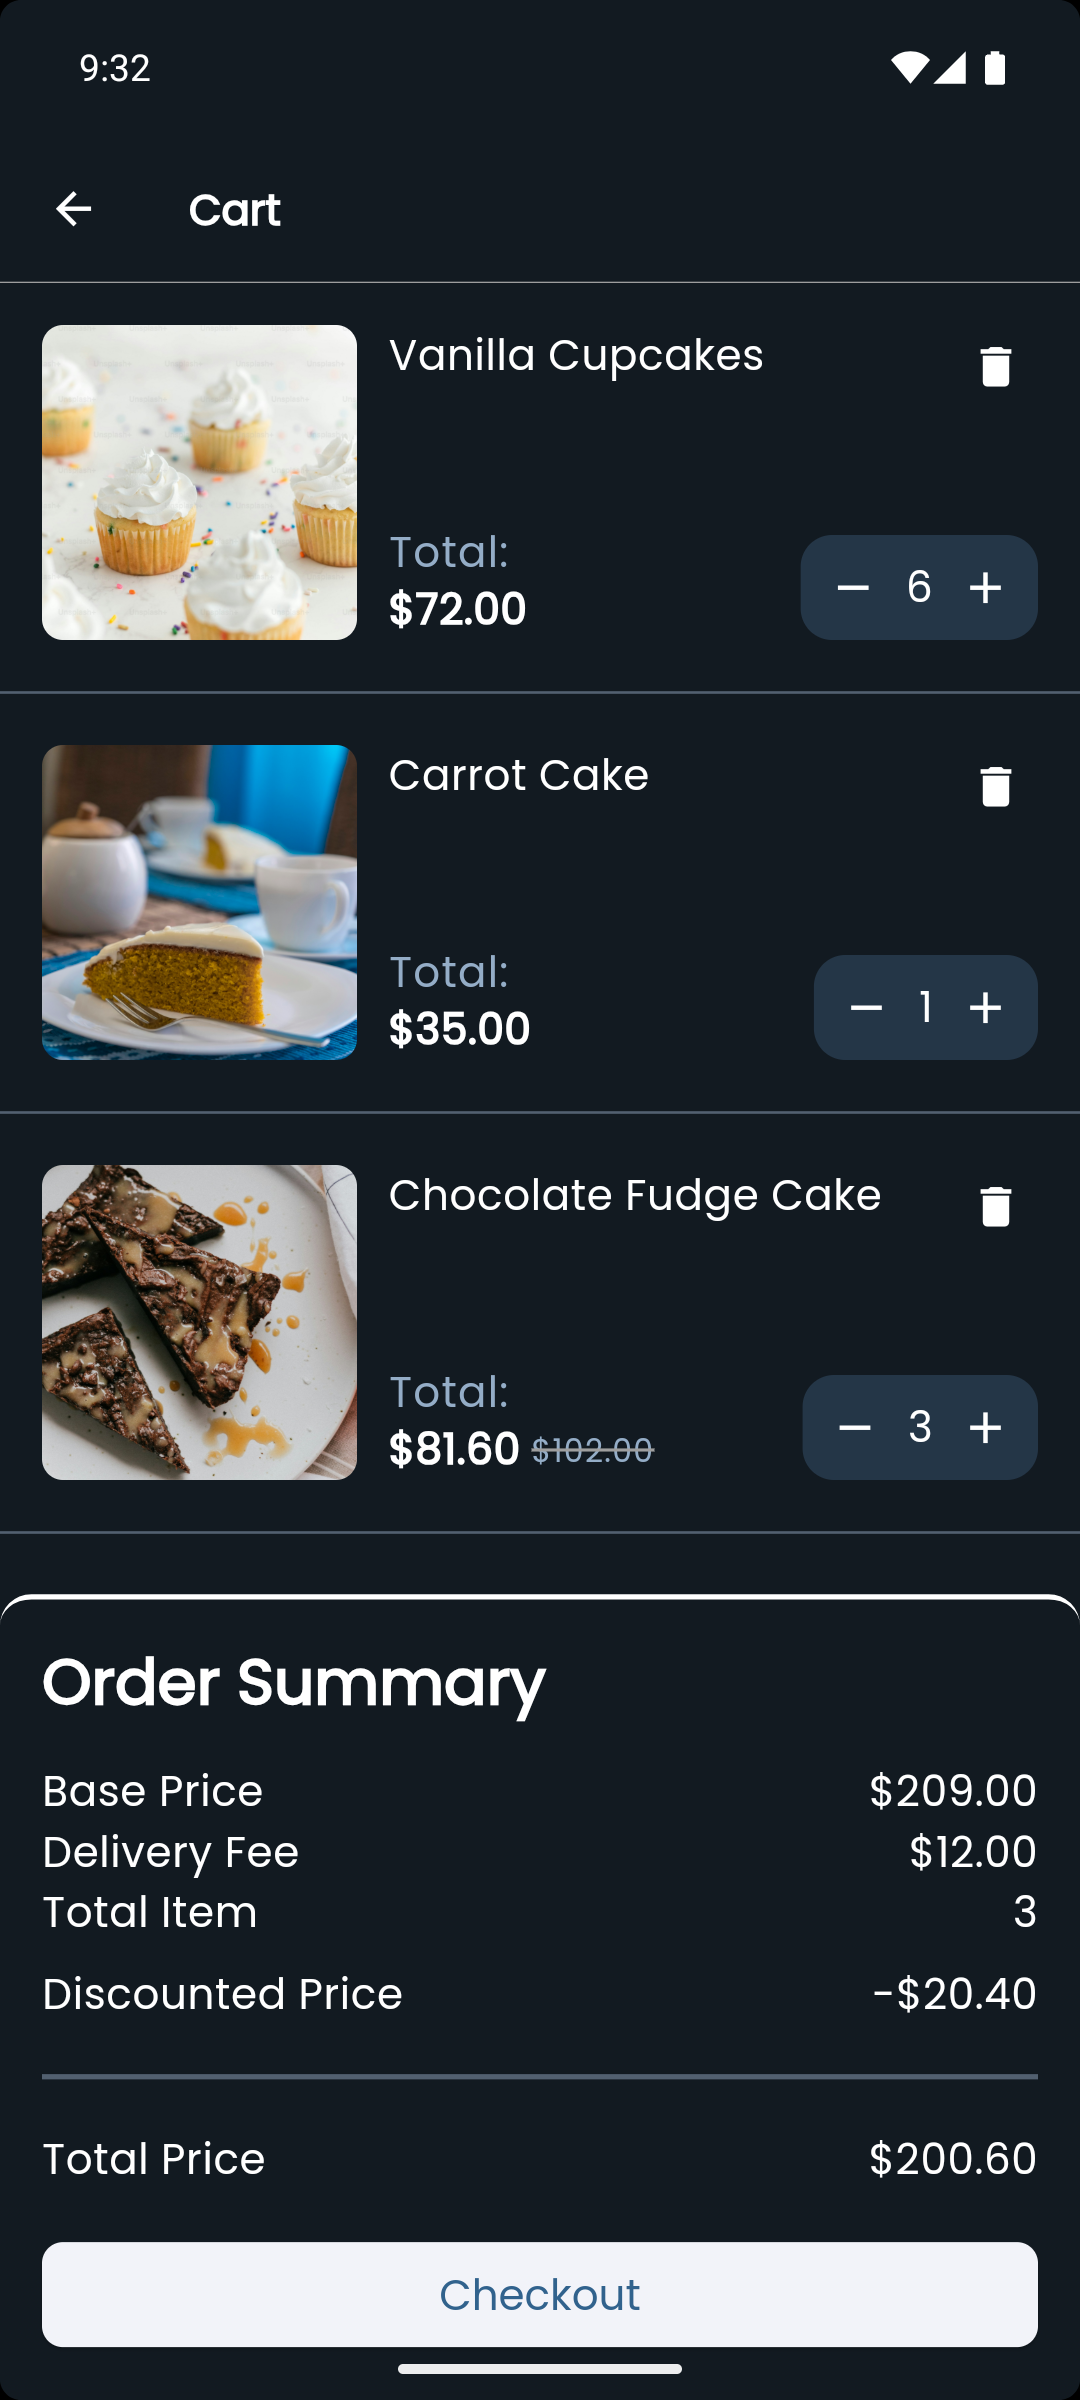 9:32
Cart
Vanilla Cupcakes
Total:
$72.00
6
Carrot Cake
Total:
$35.00
1
Chocolate Fudge Cake
Total:
$81.60 $102.00
3
Order Summary
Base Price $209.00
Delivery Fee $12.00
Total Item 3
Discounted Price -$20.40
Total Price $200.60
Checkout